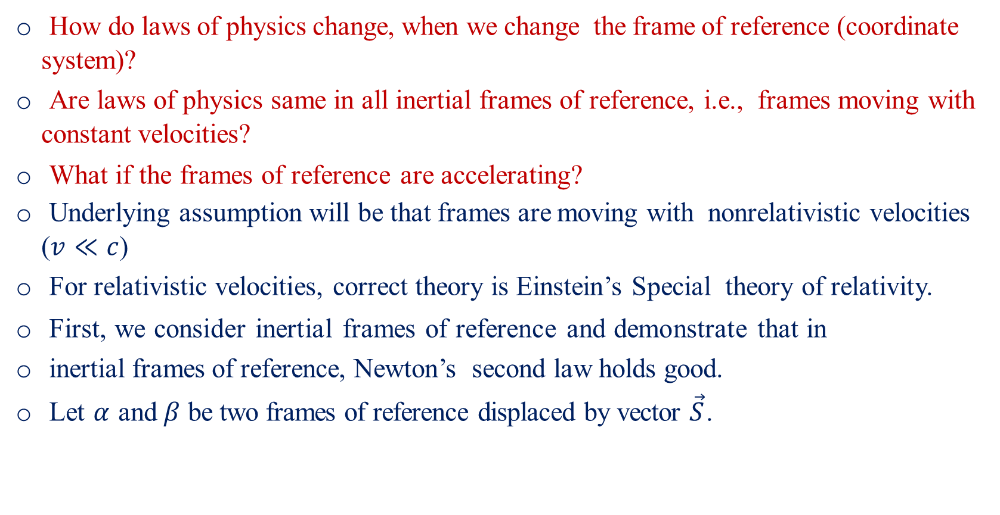 ○ How do laws of physics change, when we change the frame of reference (coordinate
system)?
○ Are laws of physics same in all inertial frames of reference, i.e., frames moving with
constant velocities?
○ What if the frames of reference are accelerating?
○ Underlying assumption will be that frames are moving with nonrelativistic velocities
(𝑣 ≪ 𝑐)
○ For relativistic velocities, correct theory is Einstein’s Special theory of relativity.
○ First, we consider inertial frames of reference and demonstrate that in
○ inertial frames of reference, Newton’s second law holds good.
○ Let 𝛼 and 𝛽 be two frames of reference displaced by vector 𝑆⃗.